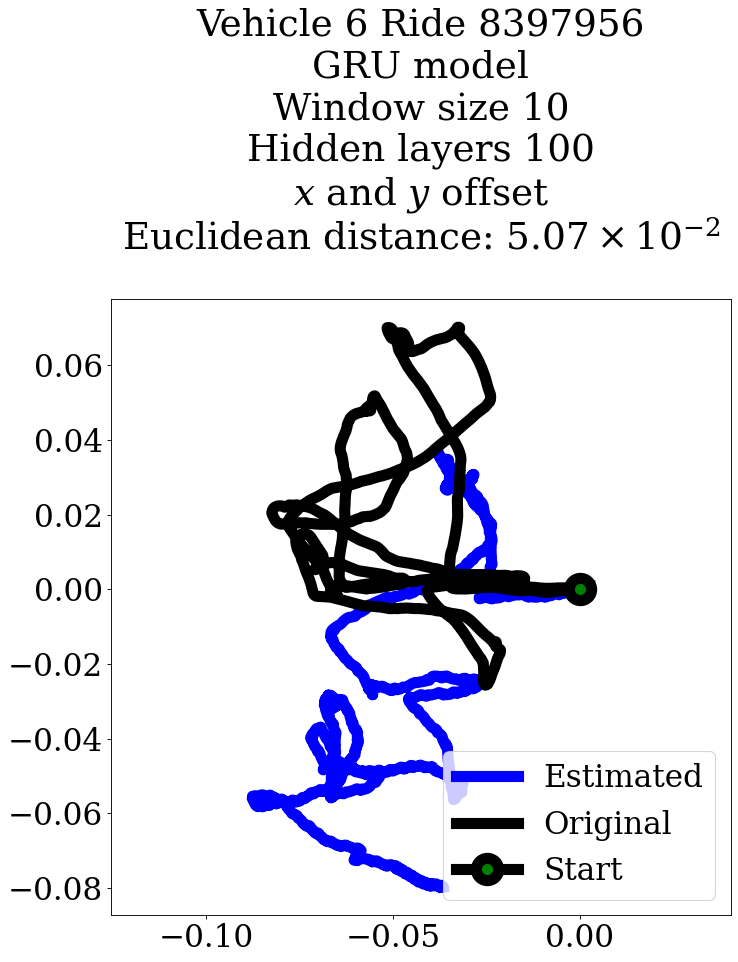 Vehicle 6 Ride 8397956
GRU model
Window size 10
Hidden layers 100
x and y offset
Euclidean distance: 5.07 × 10⁻²
0.06
0.04
0.02
0.00
−0.02
−0.04
−0.06
−0.08
Estimated
Original
Start
−0.10
−0.05
0.00